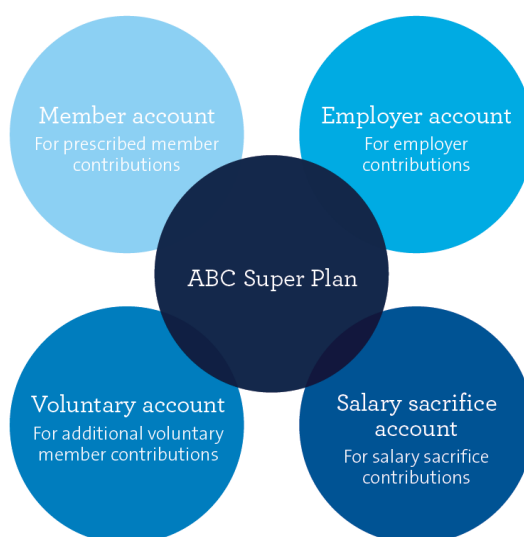 Member account
For prescribed member
contributions
Employer account
For employer
contributions
ABC Super Plan
Voluntary account
For additional voluntary
member contributions
Salary sacrifice
account
For salary sacrifice
contributions